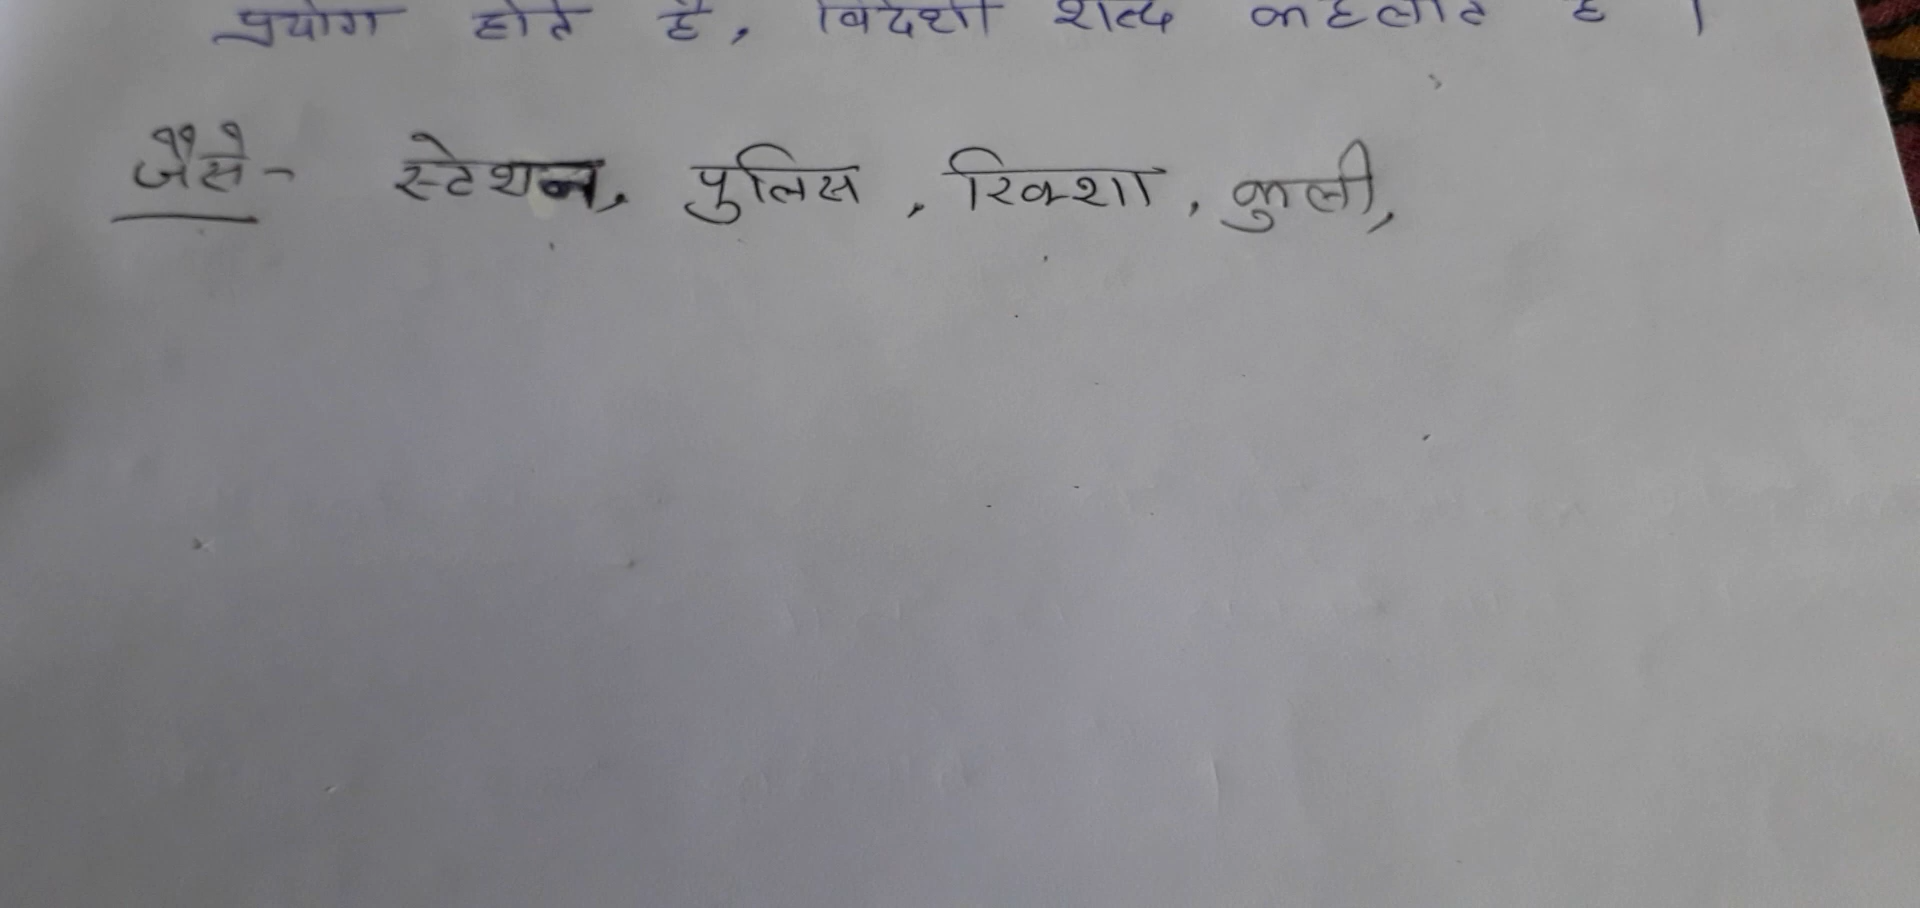 प्रयोग होते है, विदेशी शब्द कहलाते है ।
जैसे - स्टेशन, पुलिस, रिक्शा, कुली,